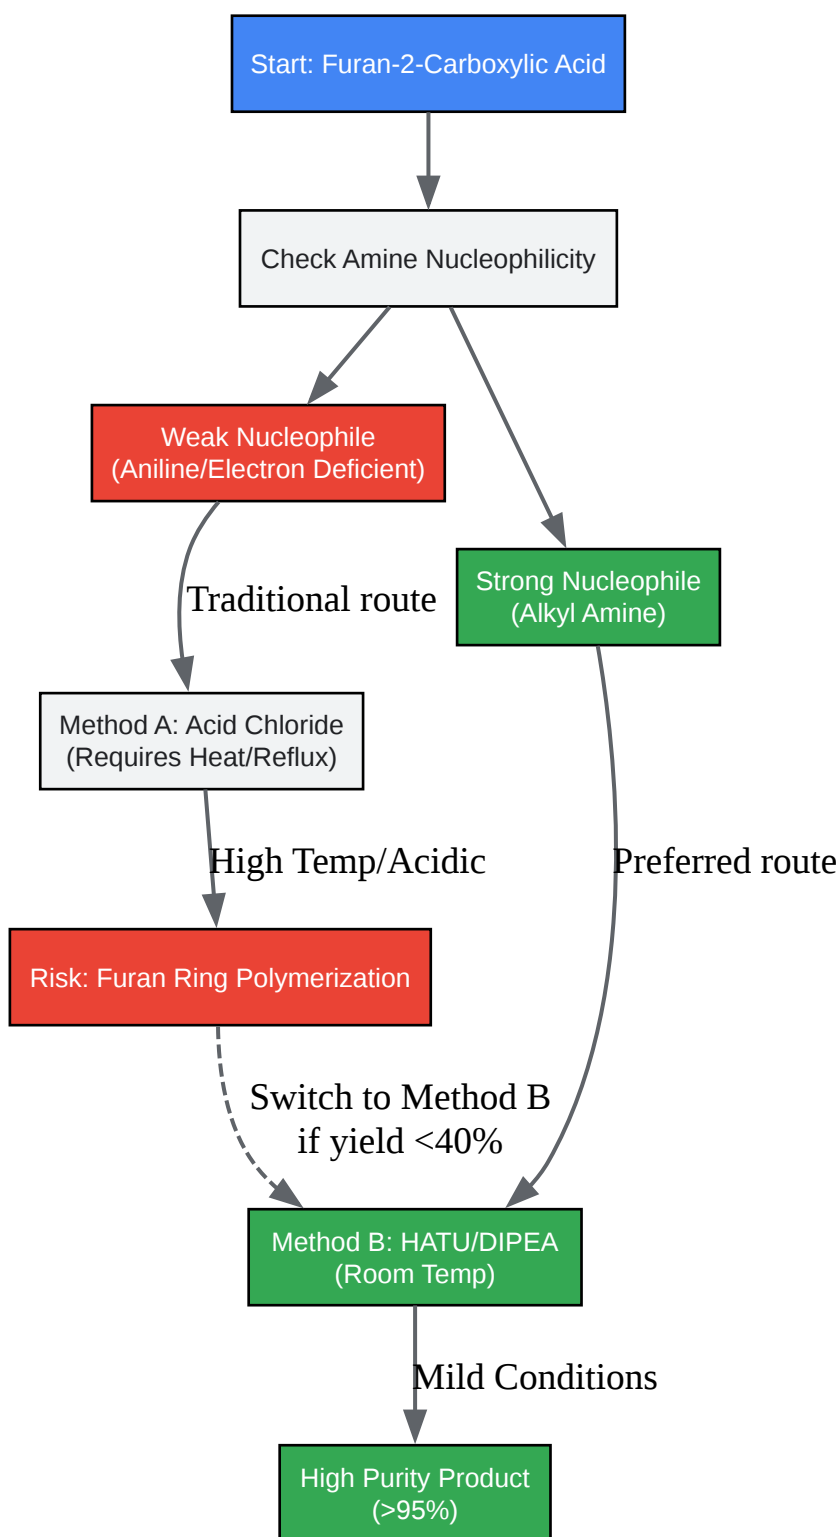 Start: Furan-2-Carboxylic Acid
Check Amine Nucleophilicity
Weak Nucleophile
(Aniline/Electron Deficient)
Strong Nucleophile
(Alkyl Amine)
Traditional route
Method A: Acid Chloride
(Requires Heat/Reflux)
High Temp/Acidic
Preferred route
Risk: Furan Ring Polymerization
Switch to Method B
if yield <40%
Method B: HATU/DIPEA
(Room Temp)
Mild Conditions
High Purity Product
(>95%)